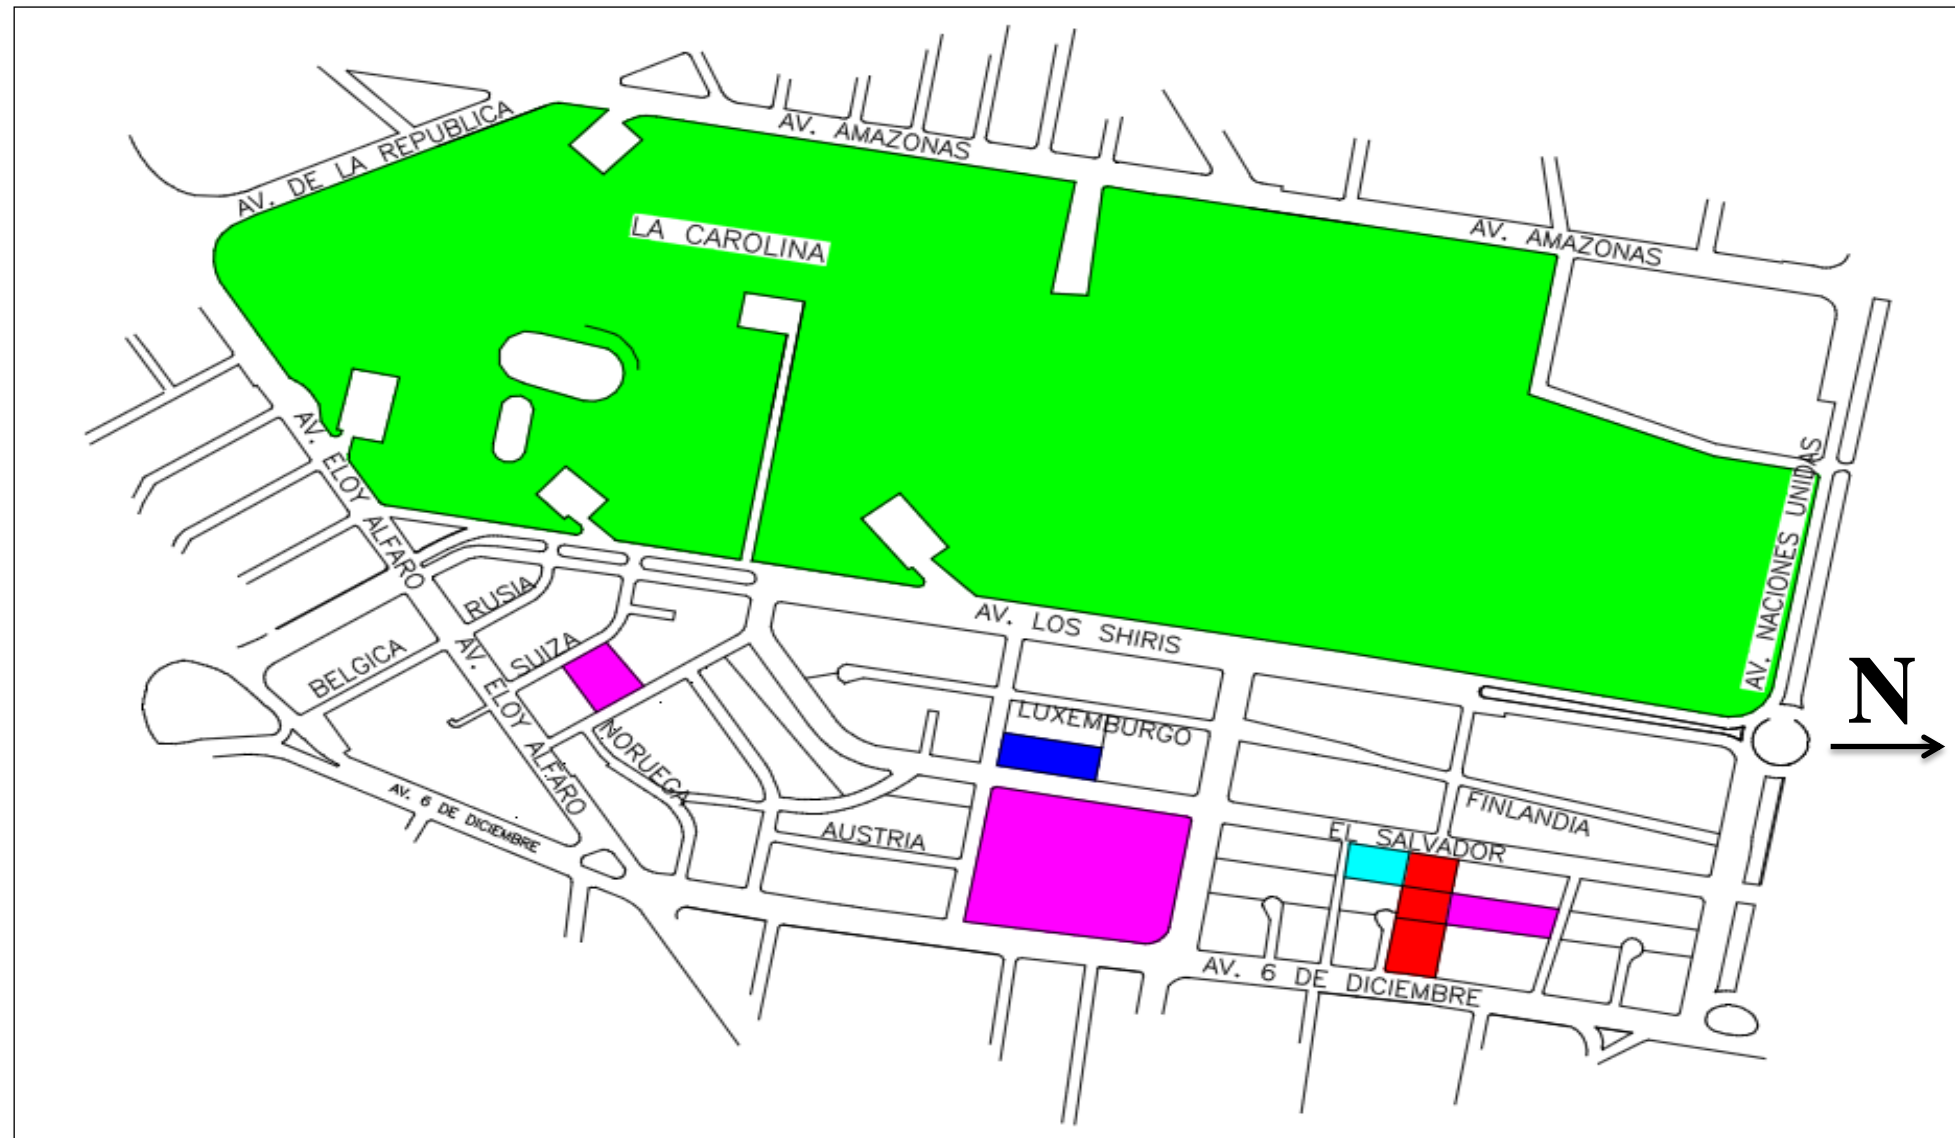 AV. DE LA REPUBLICA
AV. AMAZONAS
LA CAROLINA
AV. AMAZONAS
AV. ELOY ALFARO
AV. NACIONES UNIDAS
RUSIA
AV. LOS SHIRIS
SUIZA
BELGICA
AV. ELOY ALFARO
N
LUXEMBURGO
NORUEGA
AV. 6 DE DICIEMBRE
AUSTRIA
FINLANDIA
EL SALVADOR
AV. 6 DE DICIEMBRE